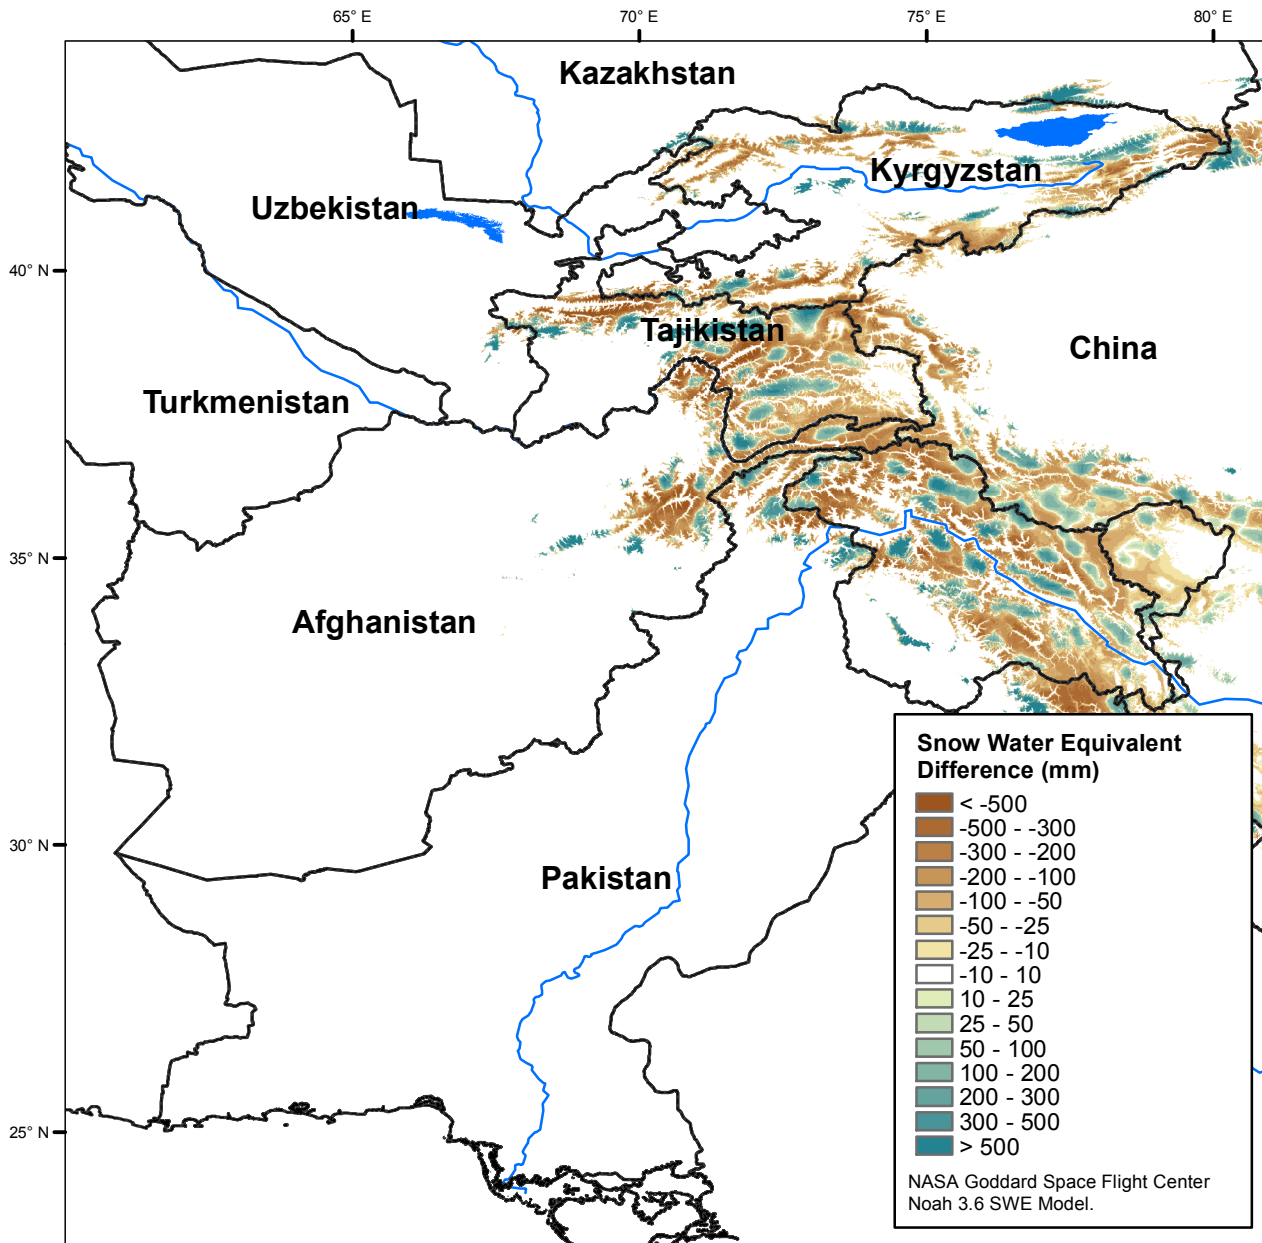 65° E
70° E
75° E
80° E
Kazakhstan
Kyrgyzstan
Uzbekistan
40° N
Tajikistan
China
Turkmenistan
35° N
Afghanistan
30° N
Pakistan
25° N
Snow Water Equivalent
Difference (mm)
< -500
-500 - -300
-300 - -200
-200 - -100
-100 - -50
-50 - -25
-25 - -10
-10 - 10
10 - 25
25 - 50
50 - 100
100 - 200
200 - 300
300 - 500
> 500
NASA Goddard Space Flight Center
Noah 3.6 SWE Model.